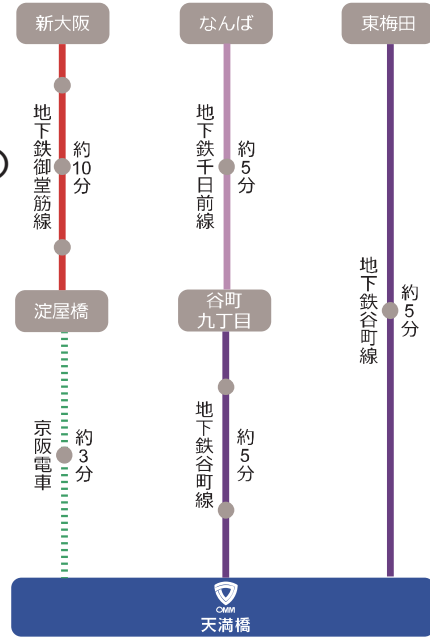 新大阪
なんば
東梅田
地下鉄御堂筋線
約10分
地下鉄千日前線
約5分
地下鉄谷町線
約5分
淀屋橋
谷町
九丁目
京阪電車
約3分
地下鉄谷町線
約5分
OMM
天満橋